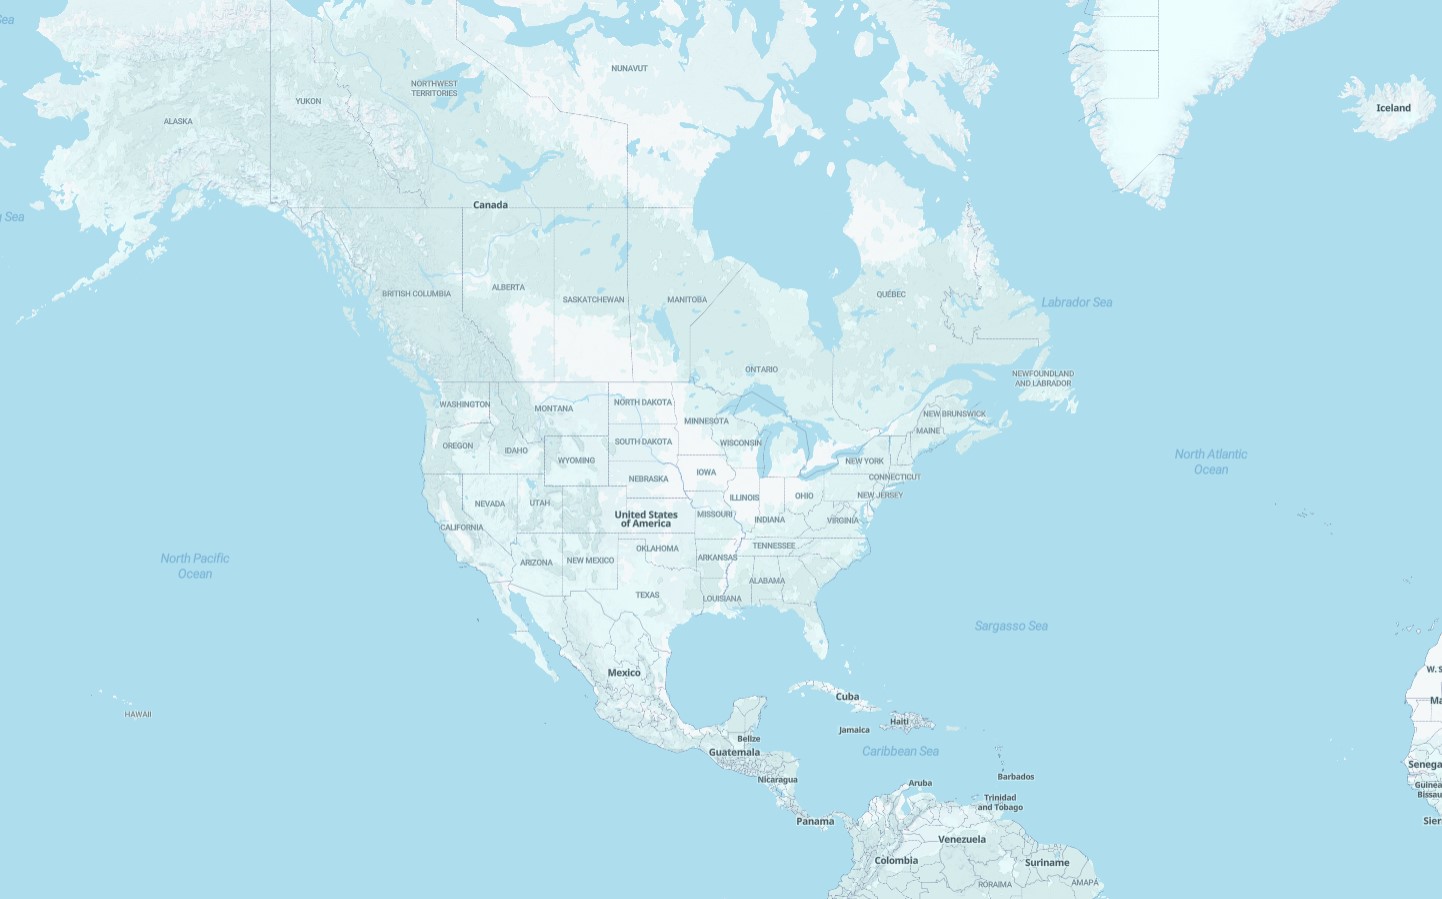 Sea
NUNAVUT
NORTHWEST
TERRITORIES
YUKON
Iceland
ALASKA
Canada
Sea
BRITISH COLUMBIA
ALBERTA
SASKATCHEWAN
MANITOBA
QUÉBEC
Labrador Sea
ONTARIO
NEWFOUNDLAND
AND LABRADOR
WASHINGTON
MONTANA
NORTH DAKOTA
MINNESOTA
NEW BRUNSWICK
MAINE
OREGON
IDAHO
SOUTH DAKOTA
WISCONSIN
WYOMING
NEW YORK
North Atlantic
Ocean
IOWA
NEBRASKA
CONNECTICUT
NEVADA
UTAH
ILLINOIS
OHIO
NEW JERSEY
United States
of America
MISSOURI
INDIANA
VIRGINIA
CALIFORNIA
OKLAHOMA
TENNESSEE
ARKANSAS
ARIZONA
NEW MEXICO
North Pacific
Ocean
ALABAMA
TEXAS
LOUISIANA
Sargasso Sea
Mexico
W. S
Cuba
Ma
HAWAII
Haiti
Jamaica
Belize
Guatemala
Caribbean Sea
Senega
Nicaragua
Aruba
Barbados
Guinea
Bissau
Trinidad
and Tobago
Panama
Sier
Venezuela
Colombia
Suriname
RORAIMA
AMAPÁ